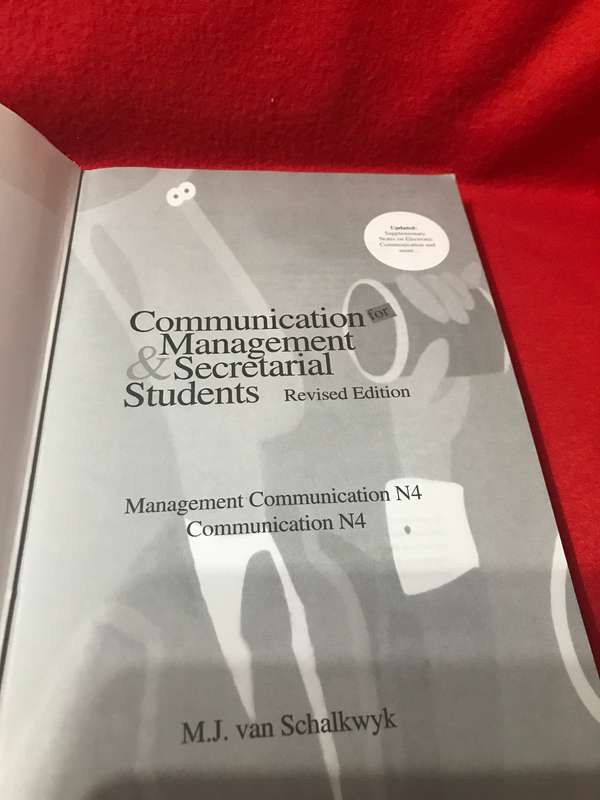 Updated:
Supplementary
Notes on Electronic
Communication and
more...
Communication for
Management
& Secretarial
Students Revised Edition
Management Communication N4
Communication N4
M.J. van Schalkwyk